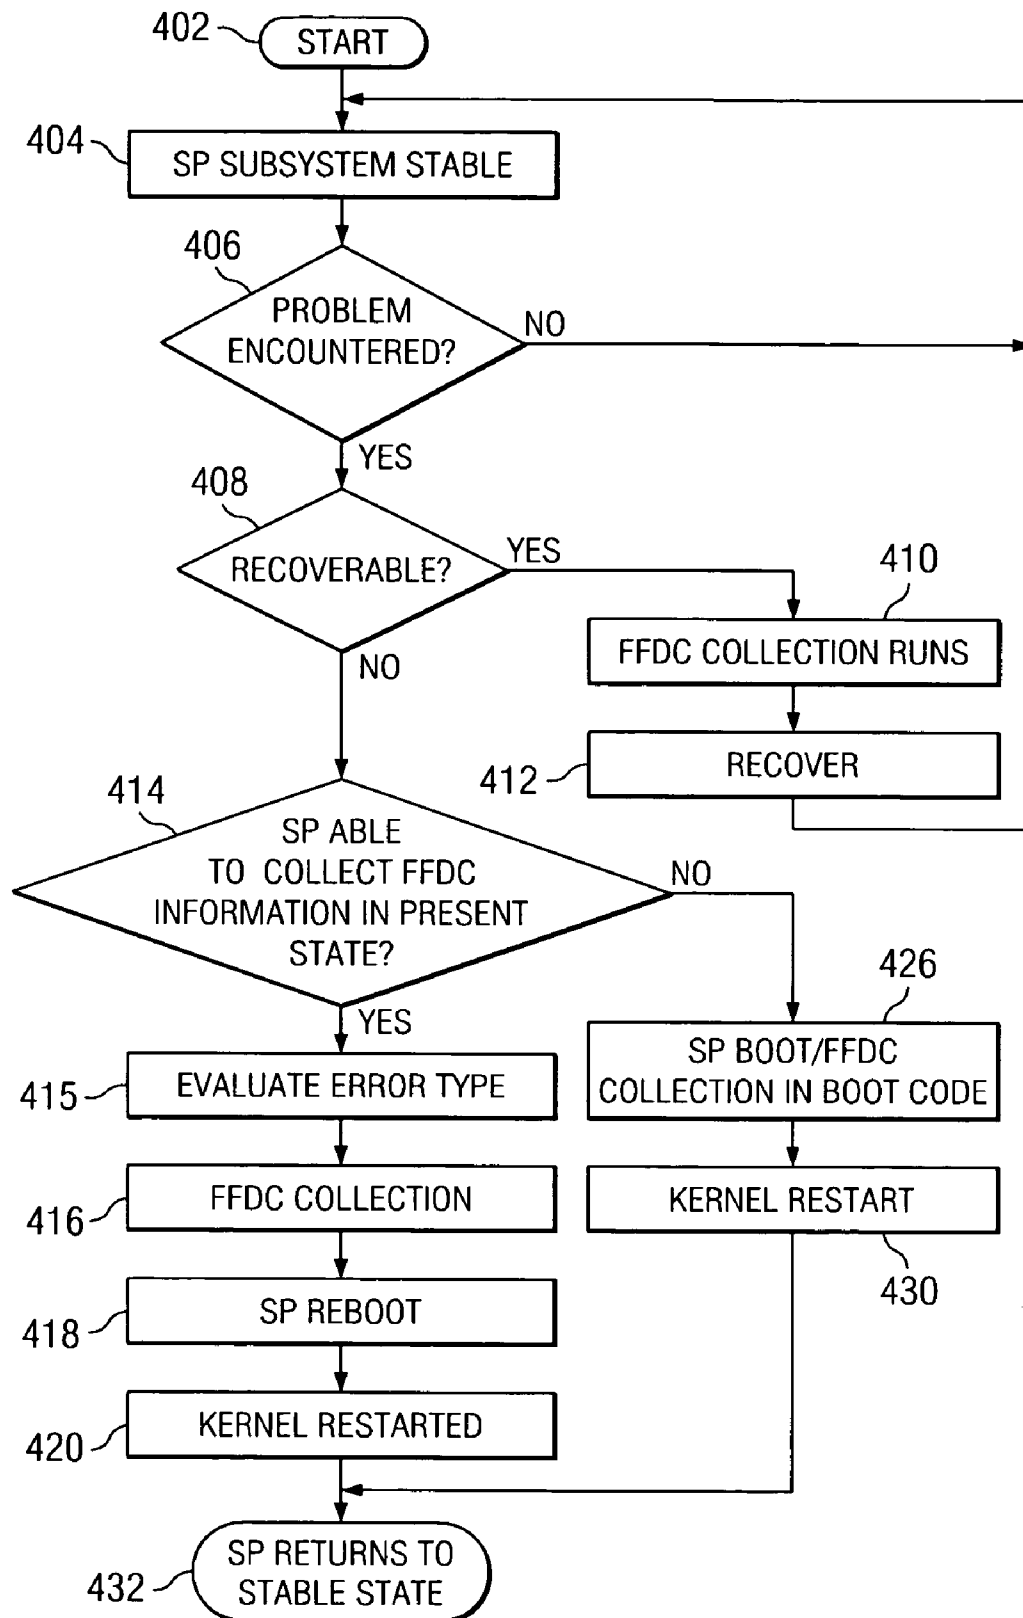 402
START
404
SP SUBSYSTEM STABLE
406
PROBLEM
ENCOUNTERED?
NO
YES
408
RECOVERABLE?
YES
NO
410
FFDC COLLECTION RUNS
412
RECOVER
414
SP ABLE
TO COLLECT FFDC
INFORMATION IN PRESENT
STATE?
NO
YES
426
SP BOOT/FFDC
COLLECTION IN BOOT CODE
415
EVALUATE ERROR TYPE
416
FFDC COLLECTION
KERNEL RESTART
430
418
SP REBOOT
420
KERNEL RESTARTED
432
SP RETURNS TO
STABLE STATE